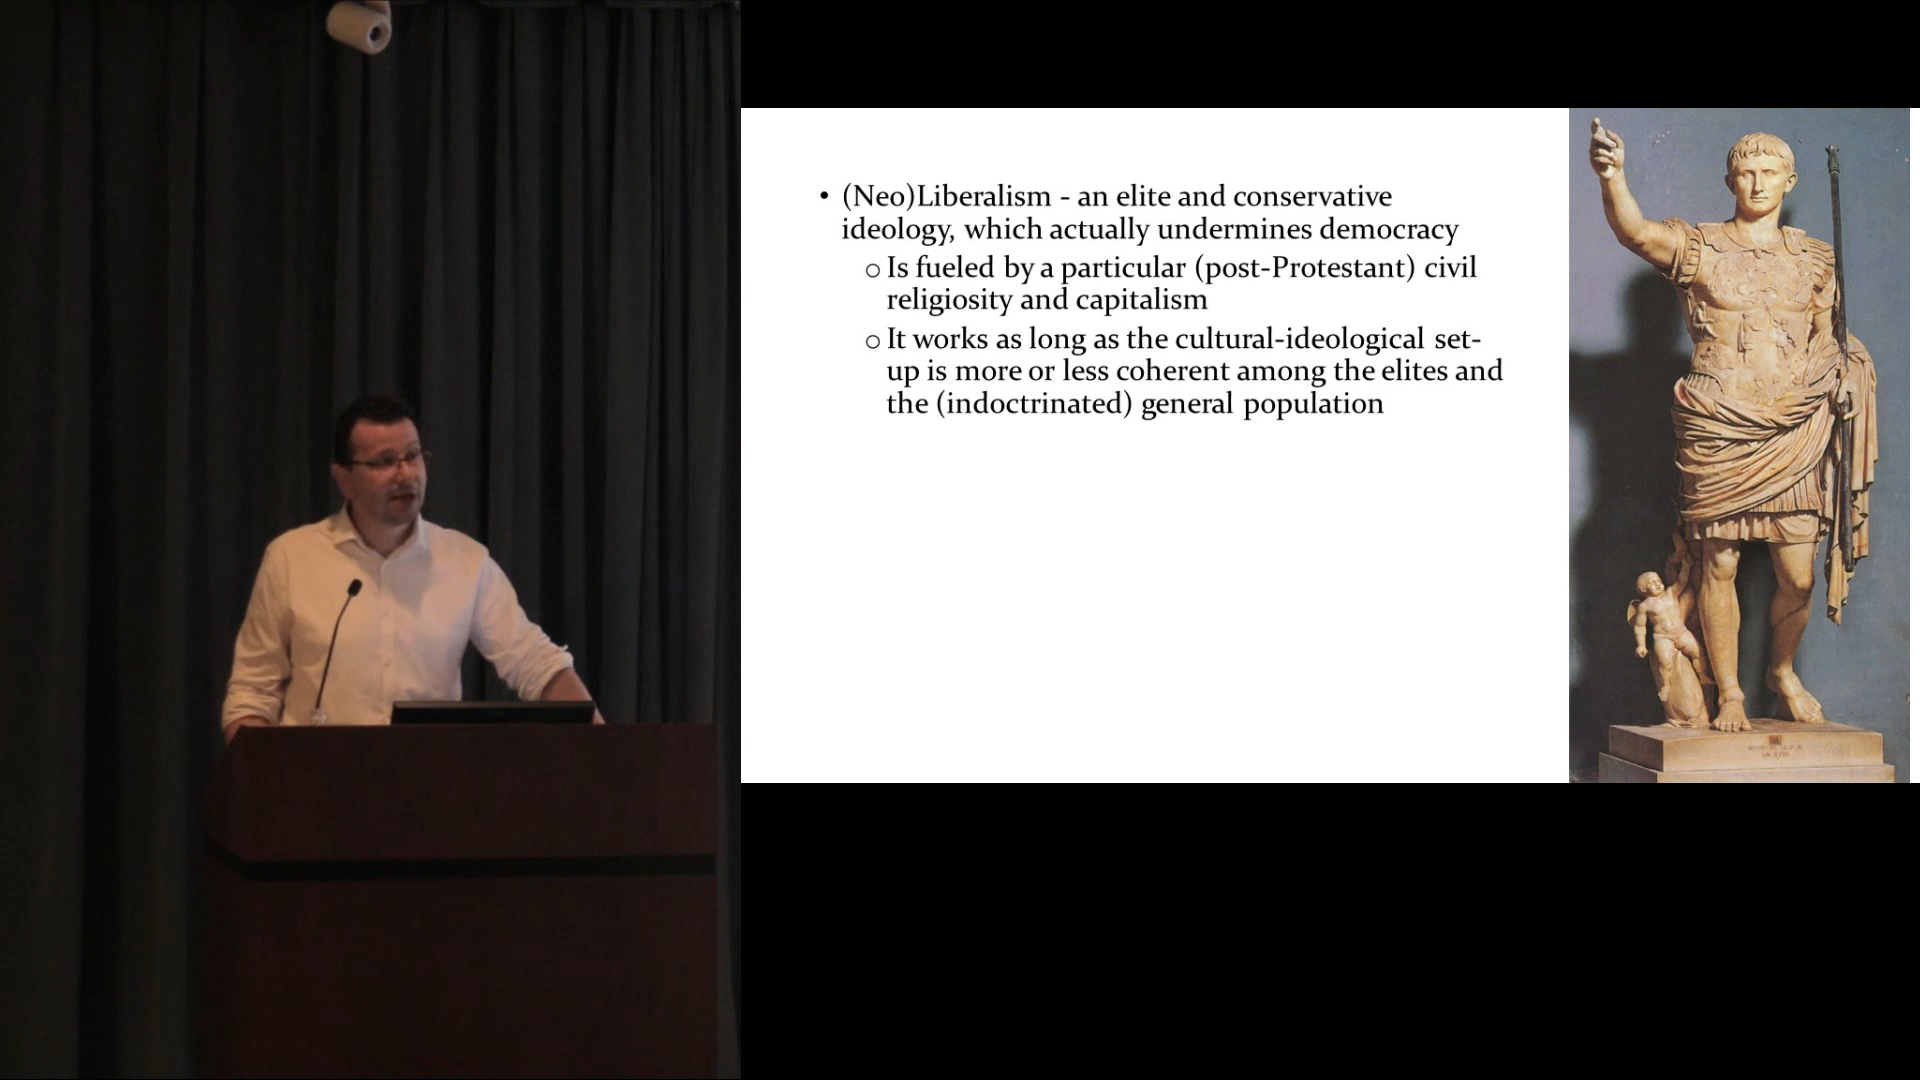 • (Neo)Liberalism - an elite and conservative
ideology, which actually undermines democracy
○ Is fueled by a particular (post-Protestant) civil
religiosity and capitalism
○ It works as long as the cultural-ideological set-
up is more or less coherent among the elites and
the (indoctrinated) general population